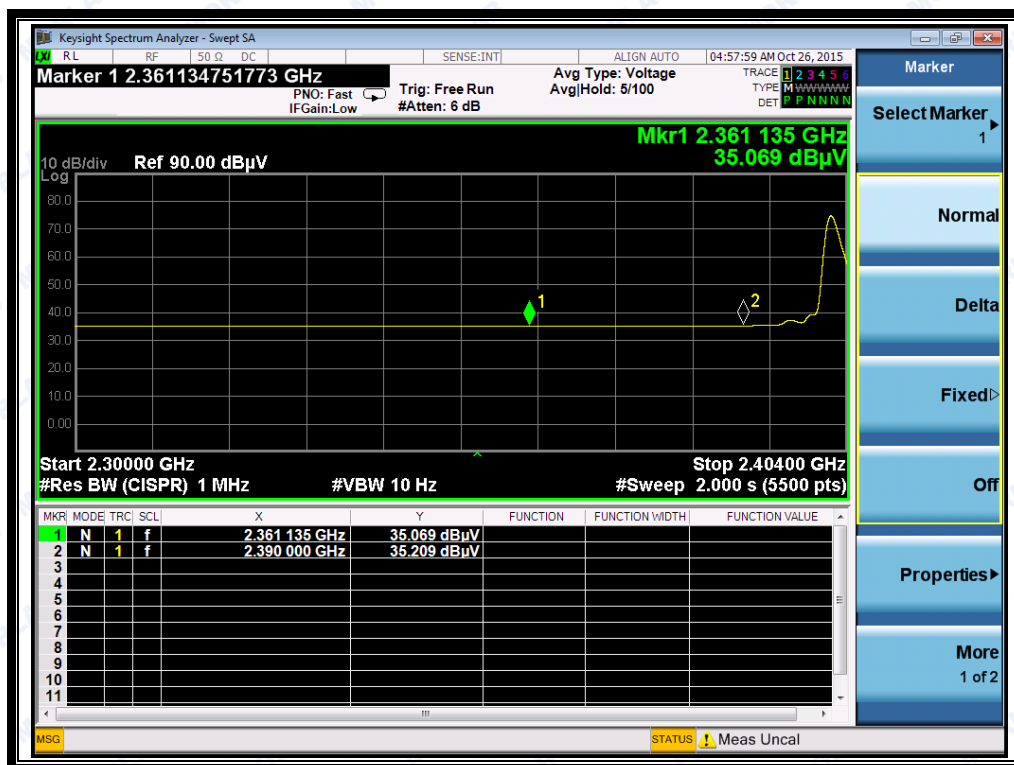 Keysight Spectrum Analyzer - Swept SA
LXI RL RF 50 Ω DC SENSE:INT ALIGN AUTO 04:57:59 AM Oct 26, 2015
Marker 1 2.361134751773 GHz
PNO: Fast
IFGain:Low
Trig: Free Run
#Atten: 6 dB
Avg Type: Voltage
Avg|Hold: 5/100
TRACE 1 2 3 4 5 6
TYPE M W W W W W
DET P P N N N N
Mkr1 2.361 135 GHz
35.069 dBµV
10 dB/div Ref 90.00 dBµV
Log
80.0
70.0
60.0
50.0
40.0
30.0
20.0
10.0
0.00
1
2
Start 2.30000 GHz Stop 2.40400 GHz
#Res BW (CISPR) 1 MHz #VBW 10 Hz #Sweep 2.000 s (5500 pts)
MKR MODE TRC SCL X Y FUNCTION FUNCTION WIDTH FUNCTION VALUE
1 N 1 f 2.361 135 GHz 35.069 dBµV
2 N 1 f 2.390 000 GHz 35.209 dBµV
3
4
5
6
7
8
9
10
11
MSG STATUS Meas Uncal
Marker
Select Marker
1
Normal
Delta
Fixed
Off
Properties
More
1 of 2